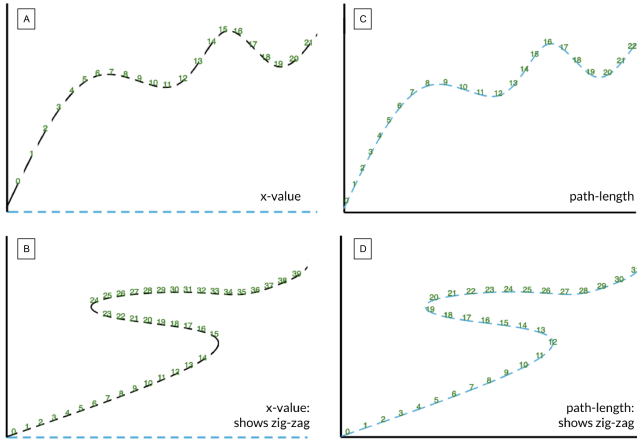 A
0 1 2 3 4 5 6 7 8 9 10 11 12 13 14 15 16 17 18 19 20 21
x-value
C
0 1 2 3 4 5 6 7 8 9 10 11 12 13 14 15 16 17 18 19 20 21 22
path-length
B
24 25 26 27 28 29 30 31 32 33 34 35 36 37 38 39
23 22 21 20 19 18 17 16 15
0 1 2 3 4 5 6 7 8 9 10 11 12 13 14
x-value:
shows zig-zag
D
20 21 22 23 24 25 26 27 28 29 30
19 18 17 16 15 14 13
0 1 2 3 4 5 6 7 8 9 10 11 12
path-length:
shows zig-zag